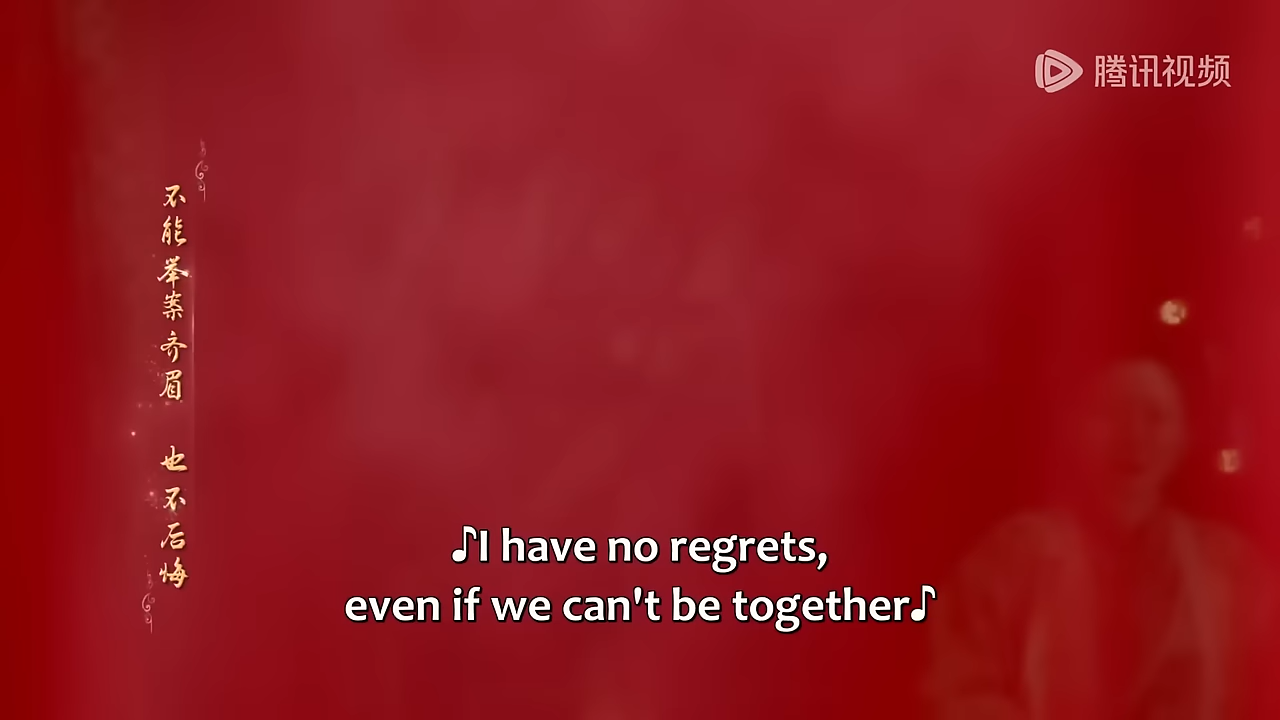 腾讯视频
不能举案齐眉 也不后悔
♪I have no regrets,
even if we can't be together♪